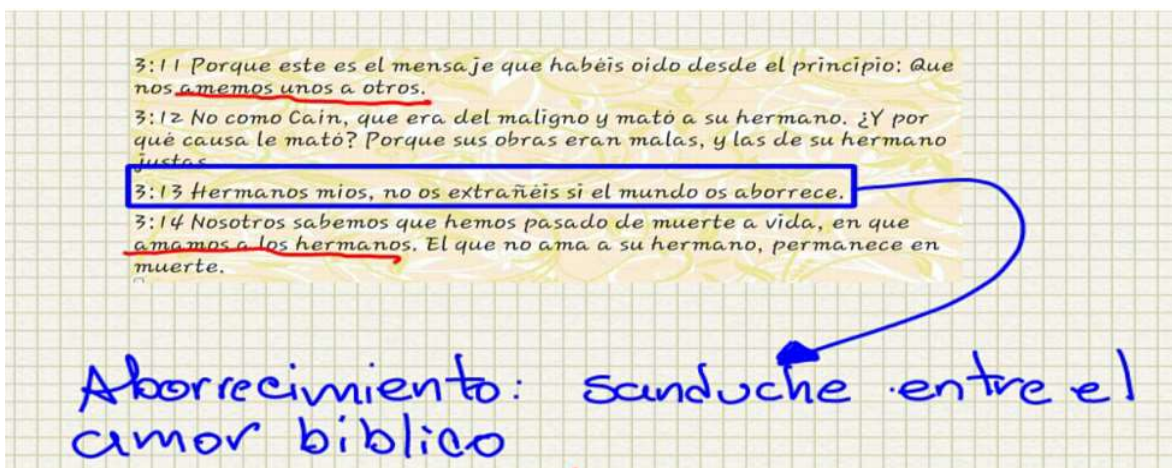 3:11 Porque este es el mensaje que habéis oido desde el principio: Que
nos amemos unos a otros.
3:12 No como Cain, que era del maligno y mató a su hermano. ¿Y por
qué causa le mató? Porque sus obras eran malas, y las de su hermano
justas
3:13 Hermanos mios, no os extrañéis si el mundo os aborrece.
3:14 Nosotros sabemos que hemos pasado de muerte a vida, en que
amamos a los hermanos. El que no ama a su hermano, permanece en
muerte.
Aborrecimiento: sanduche entre el
amor bíblico